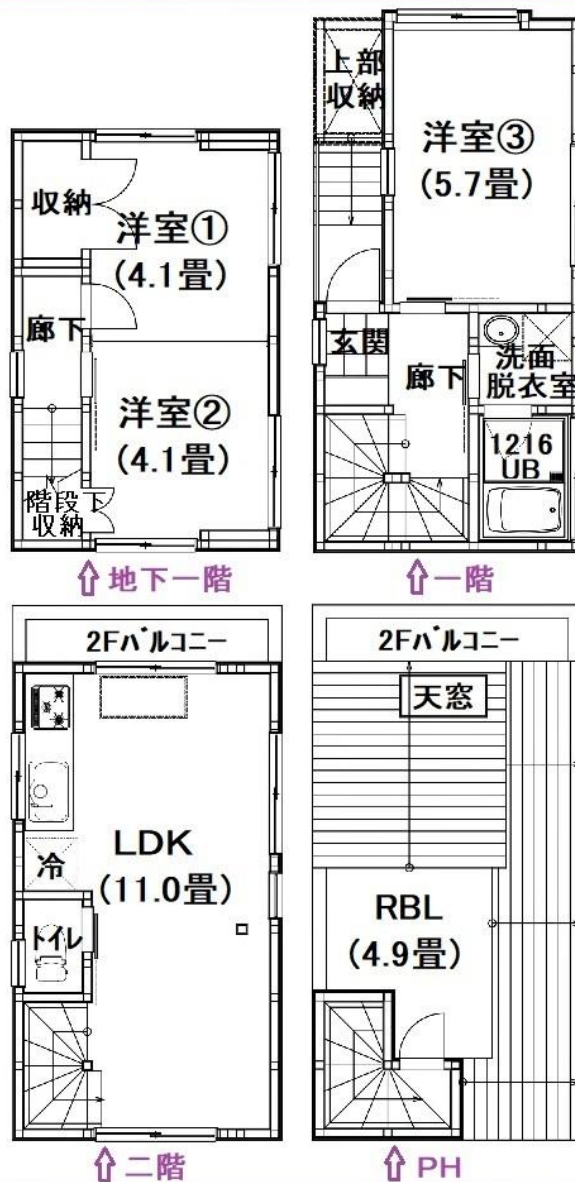 収納
洋室①
(4.1畳)
廊下
洋室②
(4.1畳)
階段下
収納
地下一階
上部
収納
洋室③
(5.7畳)
玄関
廊下
洗面
脱衣室
1216
UB
一階
2Fバルコニー
LDK
(11.0畳)
冷
トイレ
二階
2Fバルコニー
天窓
RBL
(4.9畳)
PH